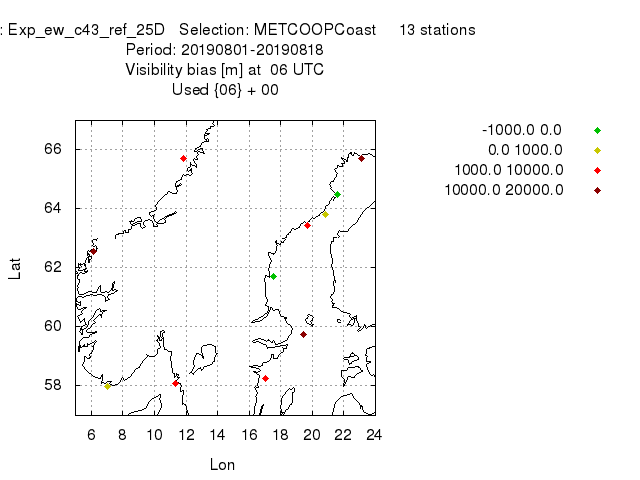 : Exp_ew_c43_ref_25D Selection: METCOOPCoast 13 stations
Period: 20190801-20190818
Visibility bias [m] at 06 UTC
Used {06} + 00
-1000.0 0.0
0.0 1000.0
1000.0 10000.0
10000.0 20000.0
66
64
62
60
58
Lat
6 8 10 12 14 16 18 20 22 24
Lon